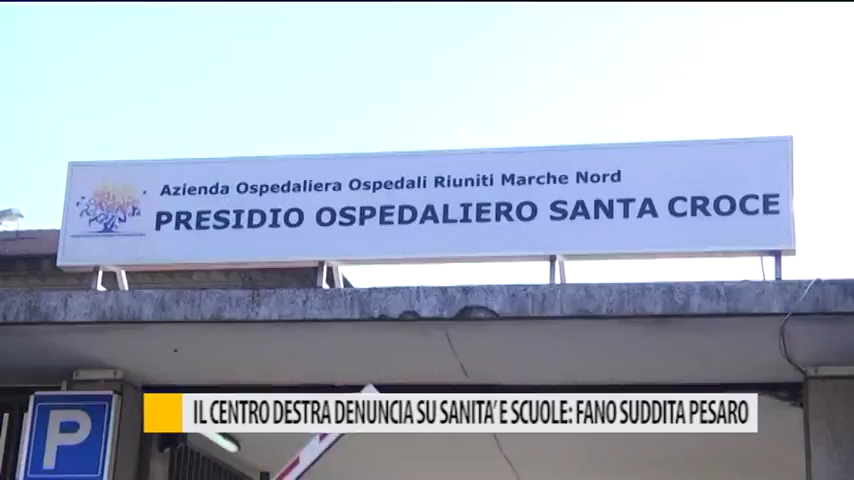 Azienda Ospedaliera Ospedali Riuniti Marche Nord
PRESIDIO OSPEDALIERO SANTA CROCE
P
IL CENTRO DESTRA DENUNCIA SU SANITA' E SCUOLE: FANO SUDDITA PESARO